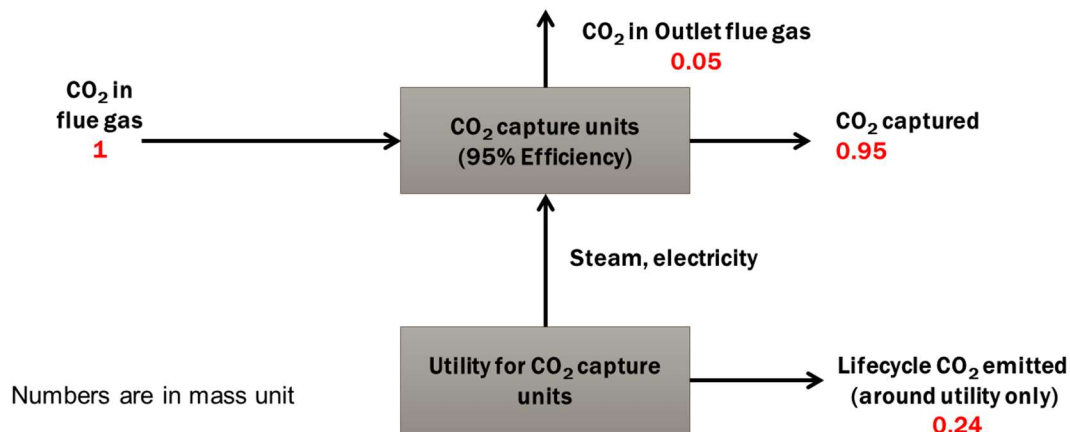 CO₂ in Outlet flue gas
0.05
CO₂ in
flue gas
1
CO₂ capture units
(95% Efficiency)
CO₂ captured
0.95
Steam, electricity
Utility for CO₂ capture
units
Lifecycle CO₂ emitted
(around utility only)
0.24
Numbers are in mass unit